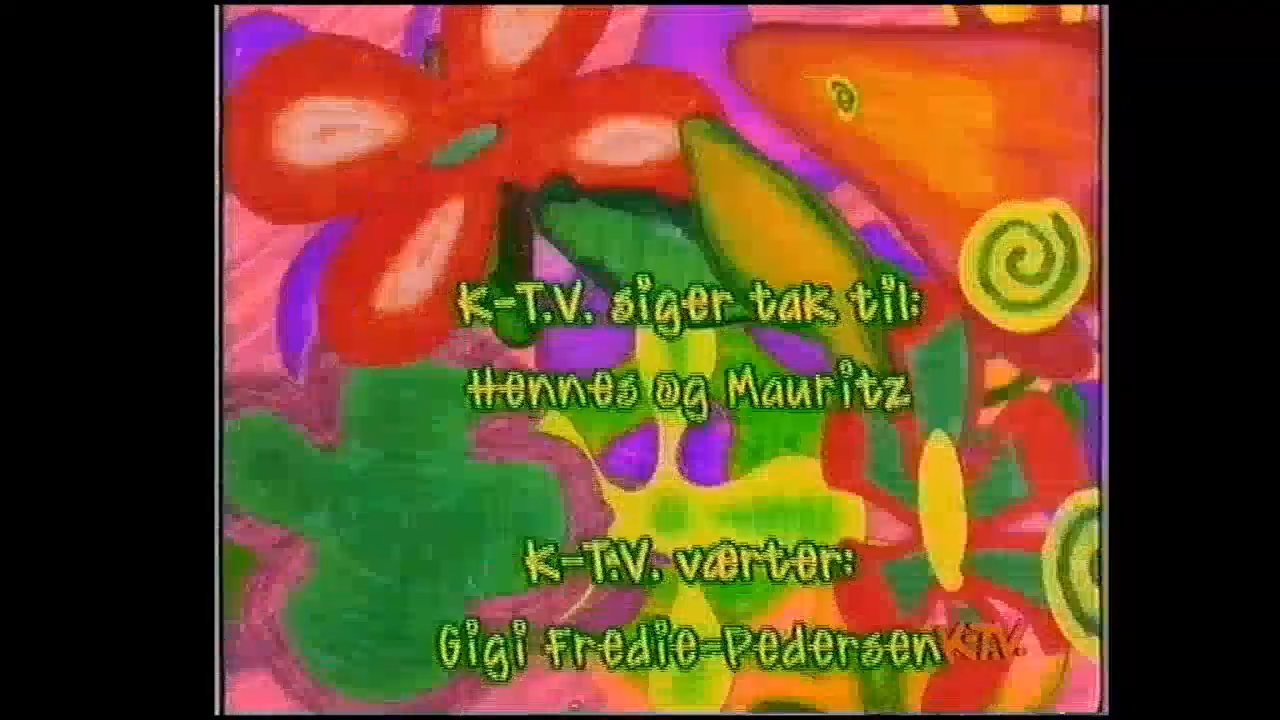 K-T.V. siger tak til:
Hennes og Mauritz
K-T.V. værter:
Gigi Fredie-Pedersen